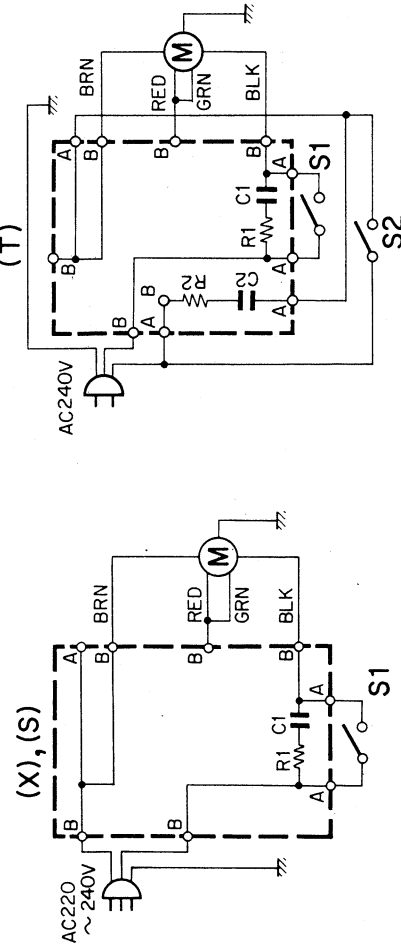 (T)
AC240V
BRN
M
RED
GRN
BLK
A
B
B
B
B
B
A
B
R2
C2
A
R1
C1
A
A
S1
S2
(X),(S)
AC220
~240V
BRN
M
RED
GRN
BLK
B
A
B
B
B
B
R1
C1
A
A
S1